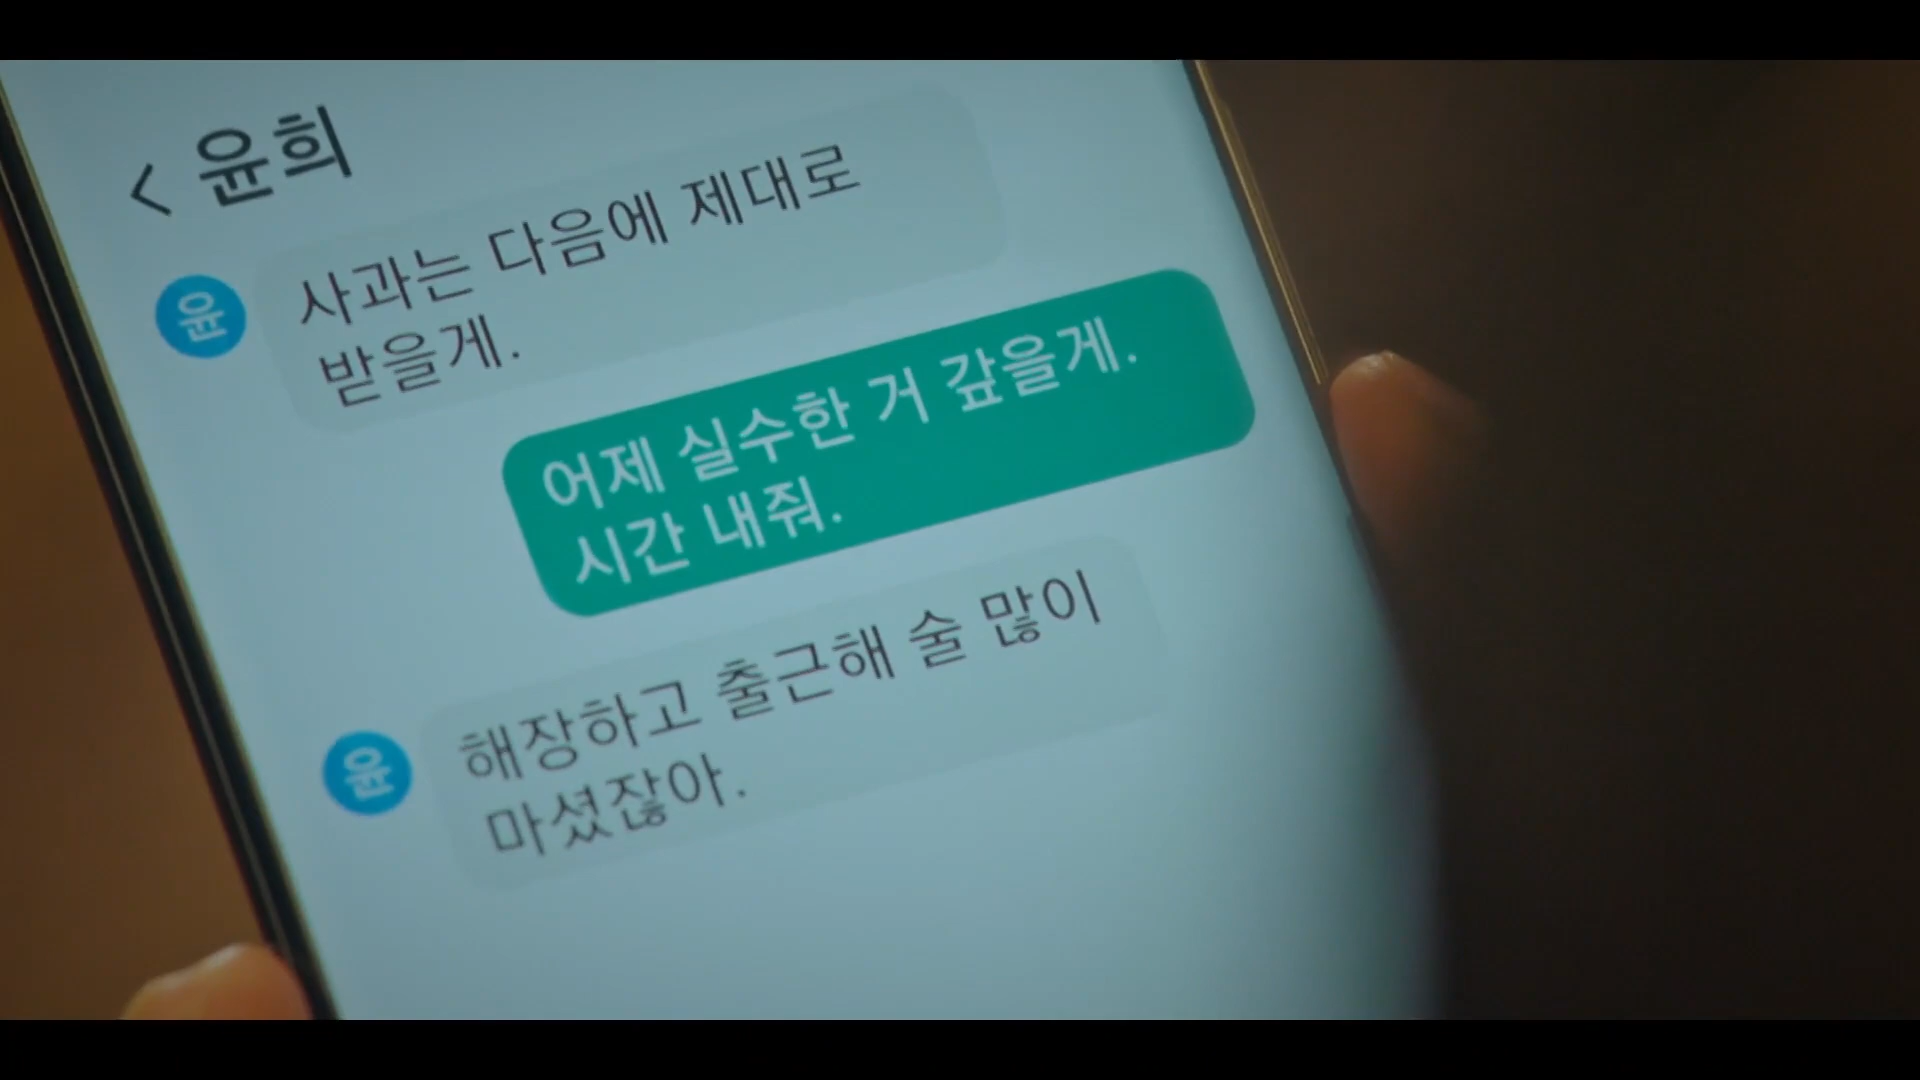 < 윤희
사과는 다음에 제대로
받을게.
윤
어제 실수한 거 갚을게.
시간 내줘.
해장하고 출근해 술 많이
마셨잖아.
윤